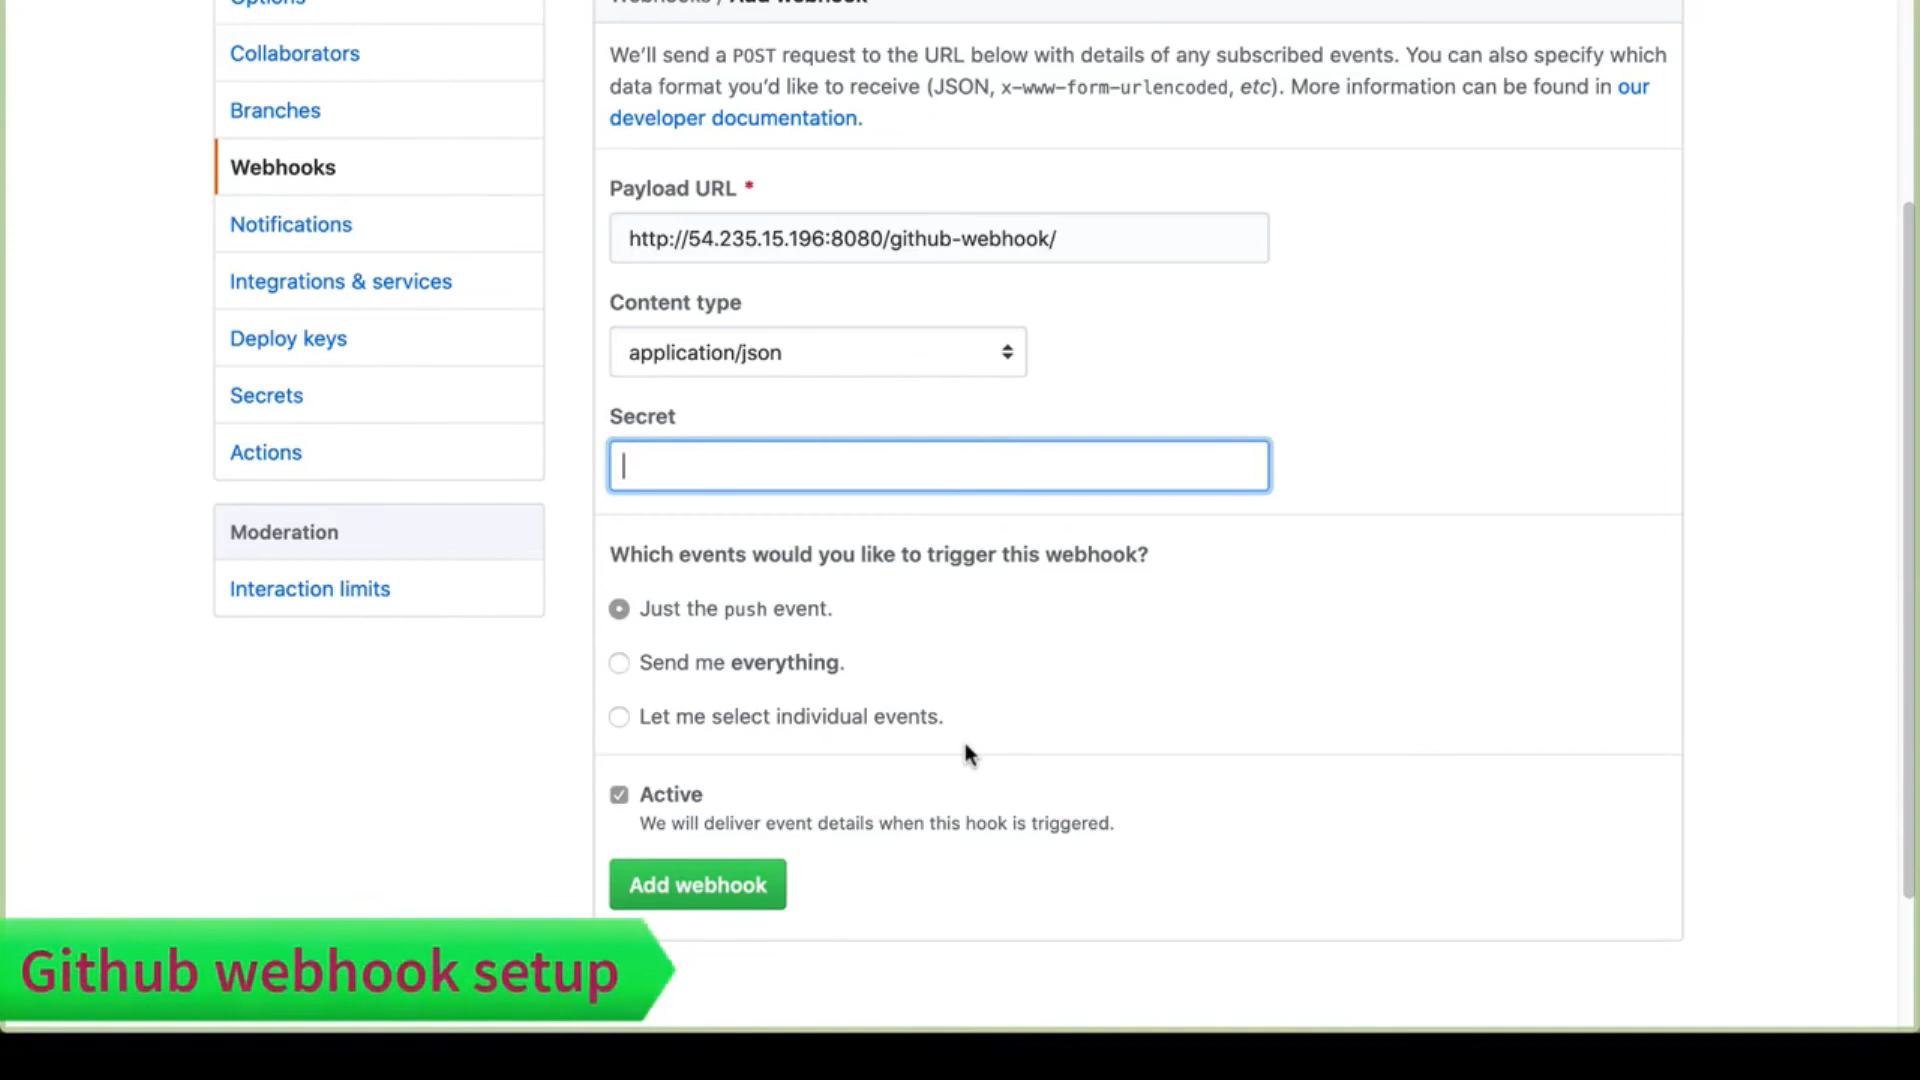 Options
Collaborators
Branches
Webhooks
Notifications
Integrations & services
Deploy keys
Secrets
Actions
Moderation
Interaction limits
Webhooks / Add webhook
We'll send a POST request to the URL below with details of any subscribed events. You can also specify which
data format you'd like to receive (JSON, x-www-form-urlencoded, etc). More information can be found in our
developer documentation.
Payload URL *
http://54.235.15.196:8080/github-webhook/
Content type
application/json
Secret
Which events would you like to trigger this webhook?
Just the push event.
Send me everything.
Let me select individual events.
Active
We will deliver event details when this hook is triggered.
Add webhook
Github webhook setup